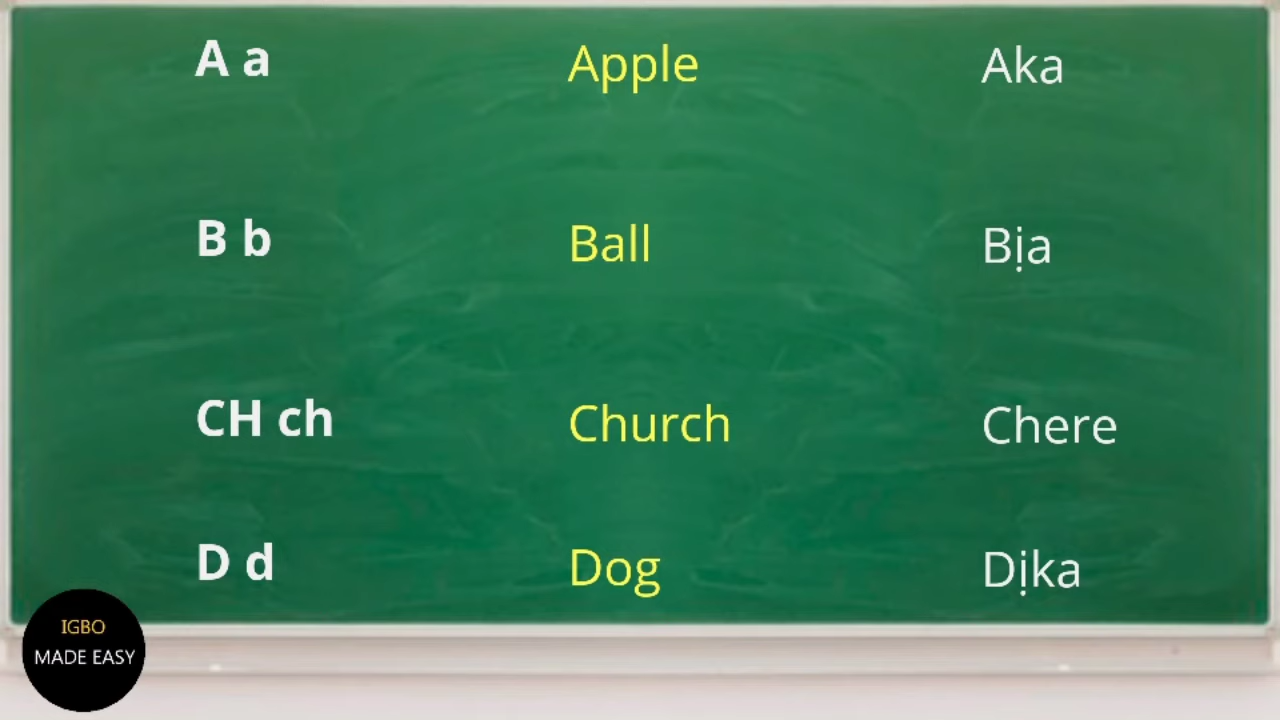 A a Apple Aka
B b Ball Bịa
CH ch Church Chere
D d Dog Dịka
IGBO
MADE EASY